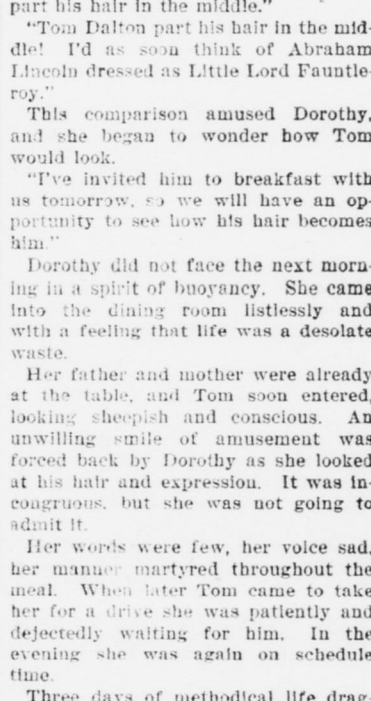 part his hair in the middle."
"Tom Dalton part his hair in the mid-
dle! I'd as soon think of Abraham
Lincoln dressed as Little Lord Fauntle-
roy."
This comparison amused Dorothy,
and she began to wonder how Tom
would look.
"I've invited him to breakfast with
us tomorrow, so we will have an op-
portunity to see how his hair becomes
him."
Dorothy did not face the next morn-
ing in a spirit of buoyancy. She came
into the dining room listlessly and
with a feeling that life was a desolate
waste.
Her father and mother were already
at the table, and Tom soon entered,
looking sheepish and conscious. An
unwilling smile of amusement was
forced back by Dorothy as she looked
at his hair and expression. It was in-
congruous, but she was not going to
admit it.
Her words were few, her voice sad,
her manner martyred throughout the
meal. When later Tom came to take
her for a drive she was patiently and
dejectedly waiting for him. In the
evening she was again on schedule
time.
Three days of methodical life drag-